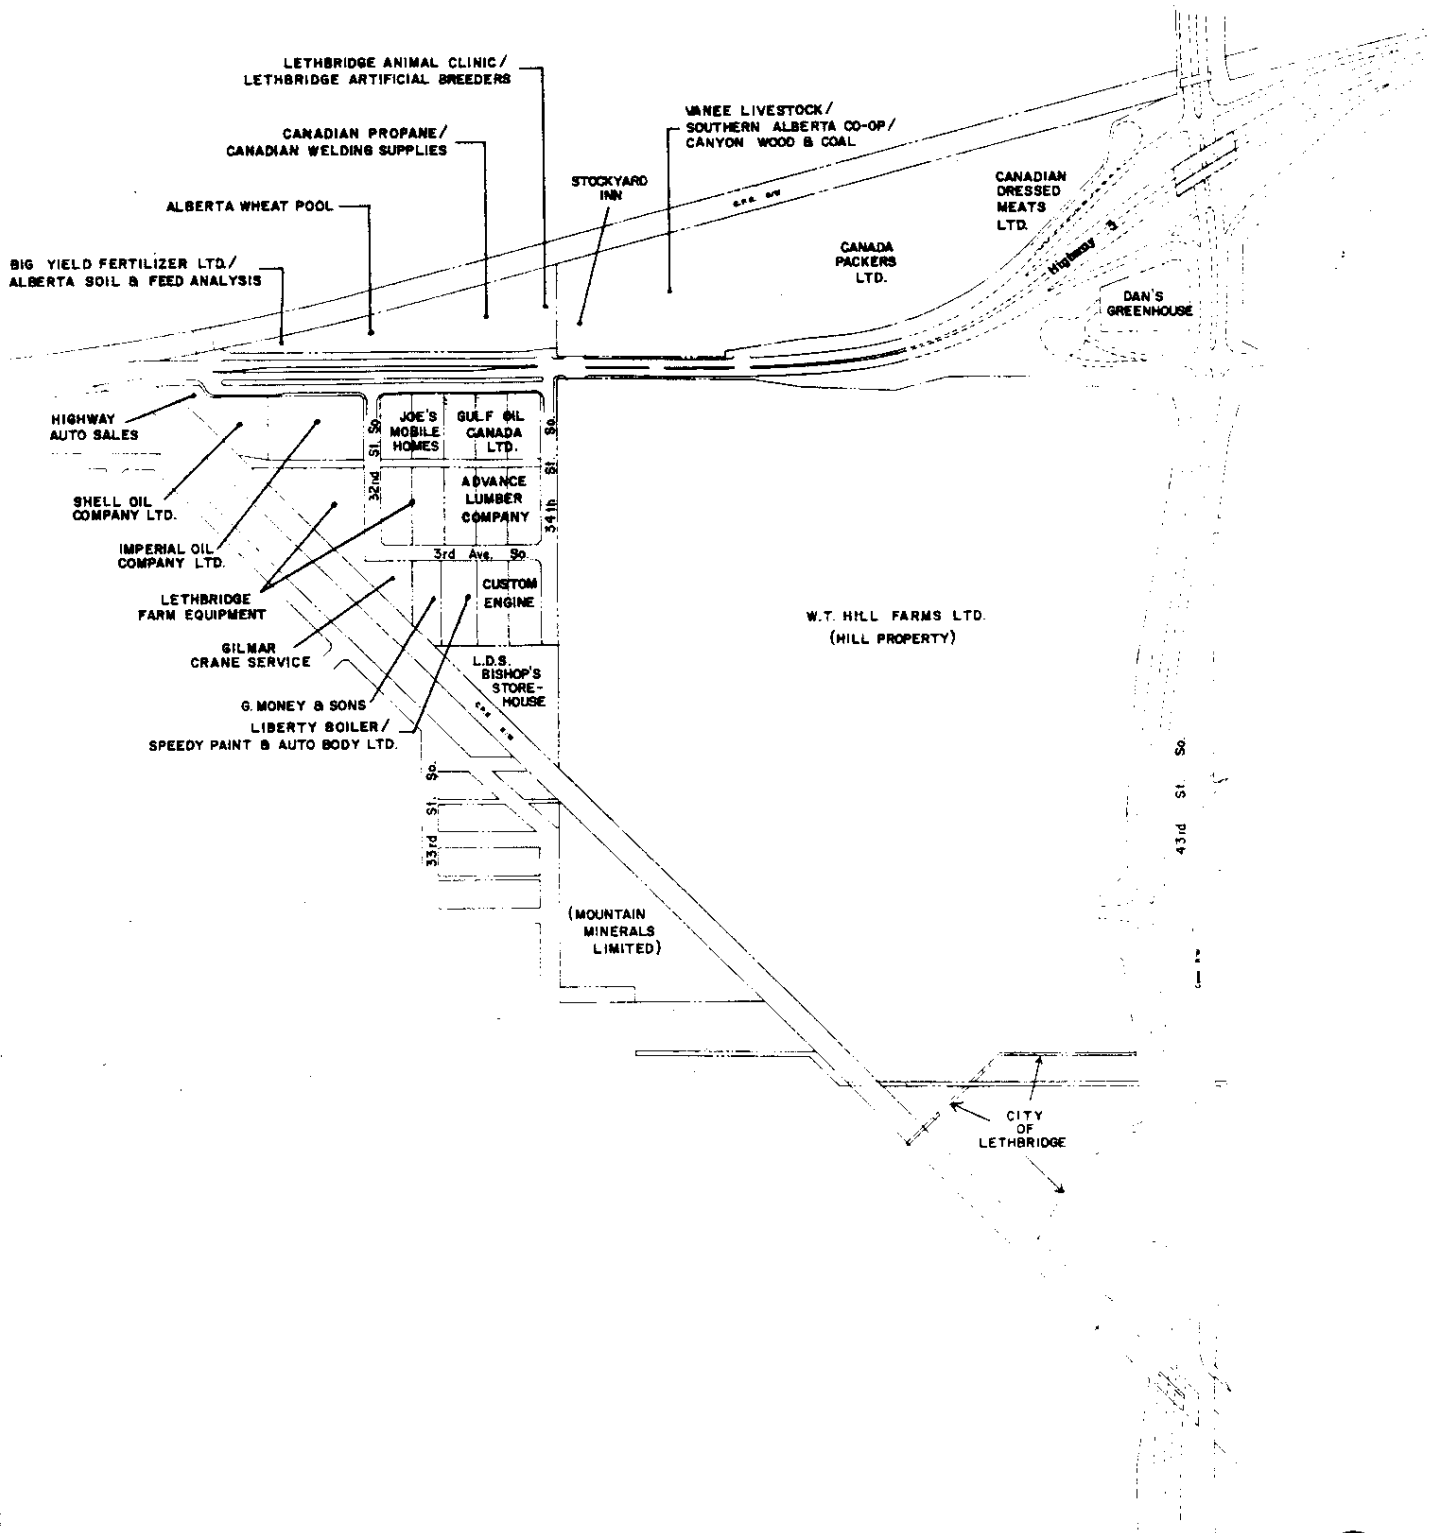 LETHBRIDGE ANIMAL CLINIC/
LETHBRIDGE ARTIFICIAL BREEDERS
VANEE LIVESTOCK/
SOUTHERN ALBERTA CO-OP/
CANYON WOOD & COAL
CANADIAN PROPANE/
CANADIAN WELDING SUPPLIES
STOCKYARD
INN
CANADIAN
DRESSED
MEATS
LTD.
C.P.R. R/W
ALBERTA WHEAT POOL
Highway 3
CANADA
PACKERS
LTD.
BIG YIELD FERTILIZER LTD./
ALBERTA SOIL & FEED ANALYSIS
DAN'S
GREENHOUSE
HIGHWAY
AUTO SALES
32nd St. So.
JOE'S
MOBILE
HOMES
GULF OIL
CANADA
LTD.
34th St. So.
ADVANCE
LUMBER
COMPANY
SHELL OIL
COMPANY LTD.
IMPERIAL OIL
COMPANY LTD.
3rd Ave. So.
LETHBRIDGE
FARM EQUIPMENT
CUSTOM
ENGINE
W.T. HILL FARMS LTD.
(HILL PROPERTY)
GILMAR
CRANE SERVICE
L.D.S.
BISHOP'S
STORE-
HOUSE
G. MONEY & SONS
C.P.R. R/W
LIBERTY BOILER/
SPEEDY PAINT & AUTO BODY LTD.
33rd St. So.
43rd St. So.
(MOUNTAIN
MINERALS
LIMITED)
CITY
OF
LETHBRIDGE